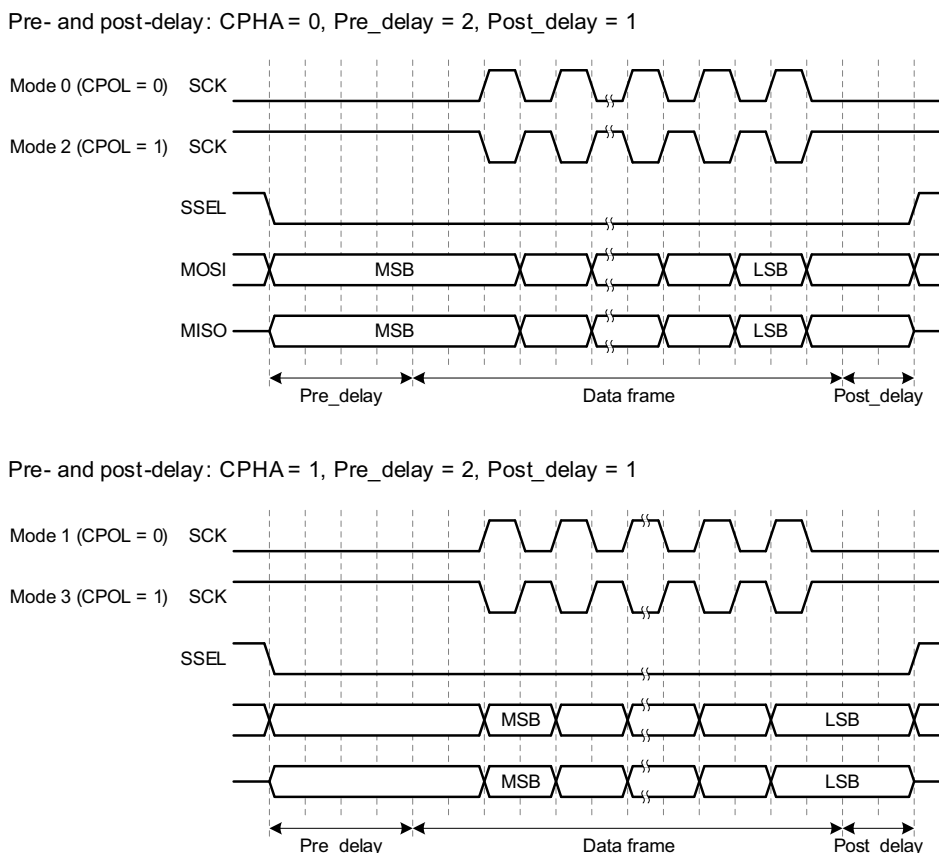 Pre- and post-delay: CPHA = 0, Pre_delay = 2, Post_delay = 1
Mode 0 (CPOL = 0) SCK
Mode 2 (CPOL = 1) SCK
SSEL
MOSI MSB LSB
MISO MSB LSB
Pre_delay Data frame Post_delay
Pre- and post-delay: CPHA = 1, Pre_delay = 2, Post_delay = 1
Mode 1 (CPOL = 0) SCK
Mode 3 (CPOL = 1) SCK
SSEL
MSB LSB
MSB LSB
Pre_delay Data frame Post_delay